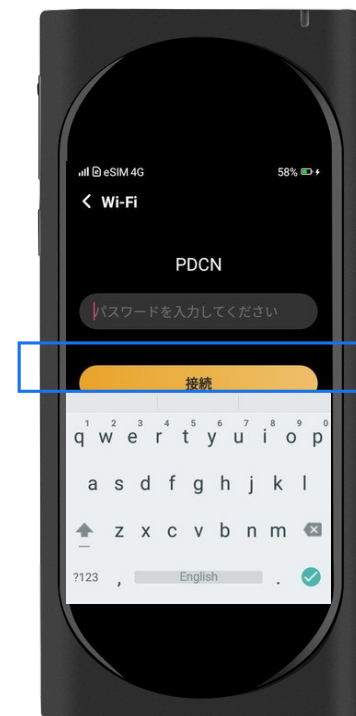 eSIM 4G 58%
Wi-Fi
PDCN
パスワードを入力してください
接続
1 2 3 4 5 6 7 8 9 0
q w e r t y u i o p
a s d f g h j k l
z x c v b n m
?123 , English .